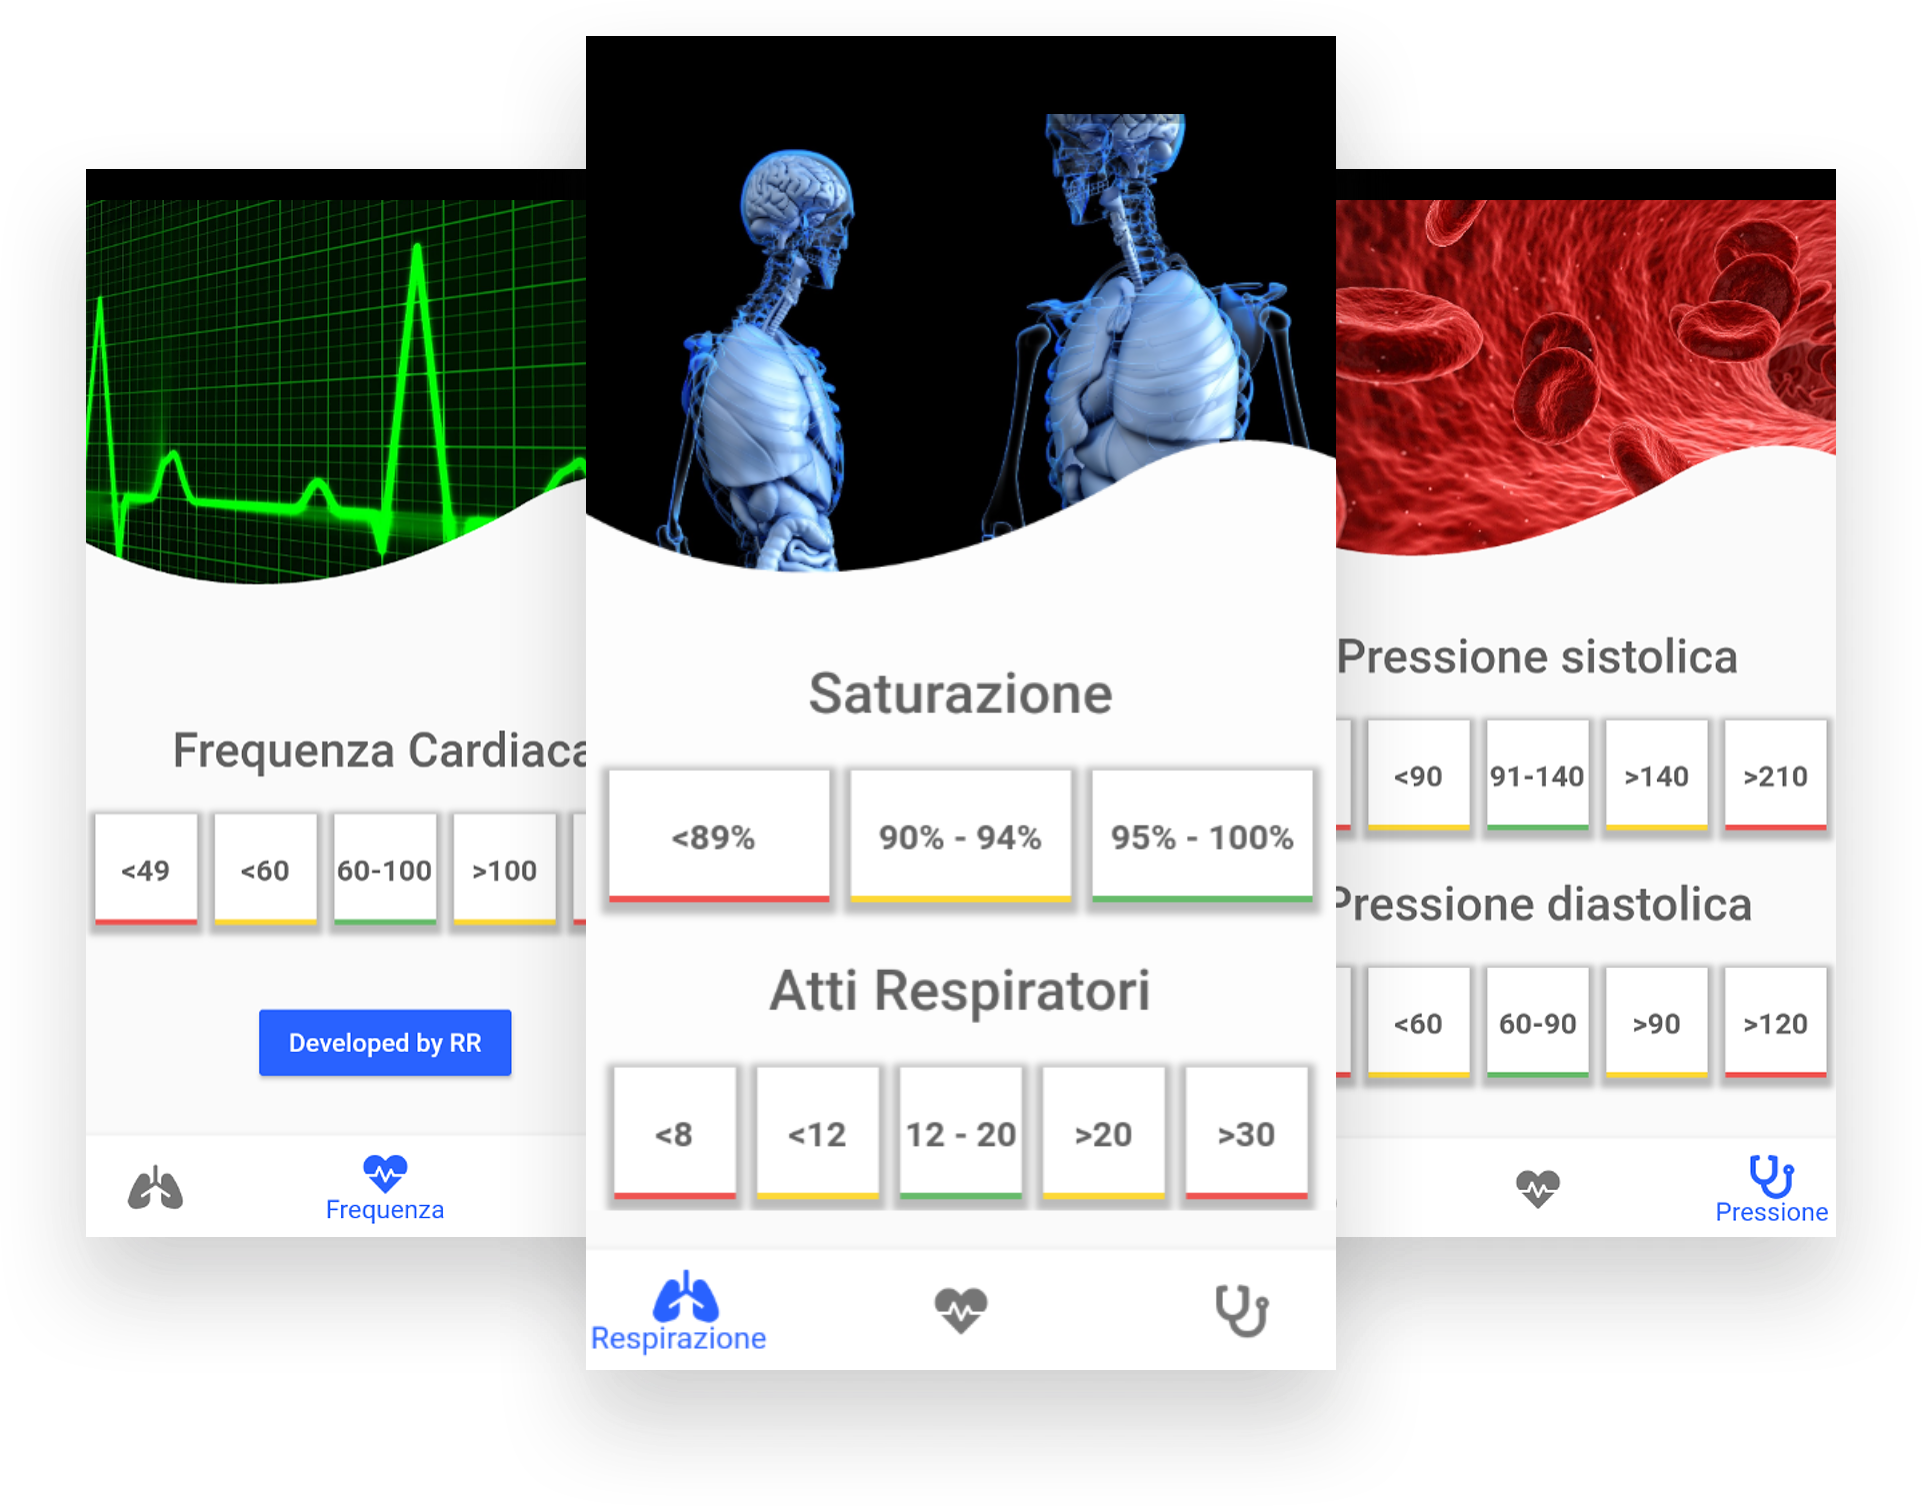 Frequenza Cardiaca
<49 <60 60-100 >100
Developed by RR
Frequenza
Saturazione
<89% 90% - 94% 95% - 100%
Atti Respiratori
<8 <12 12 - 20 >20 >30
Respirazione
Pressione sistolica
<90 91-140 >140 >210
Pressione diastolica
<60 60-90 >90 >120
Pressione